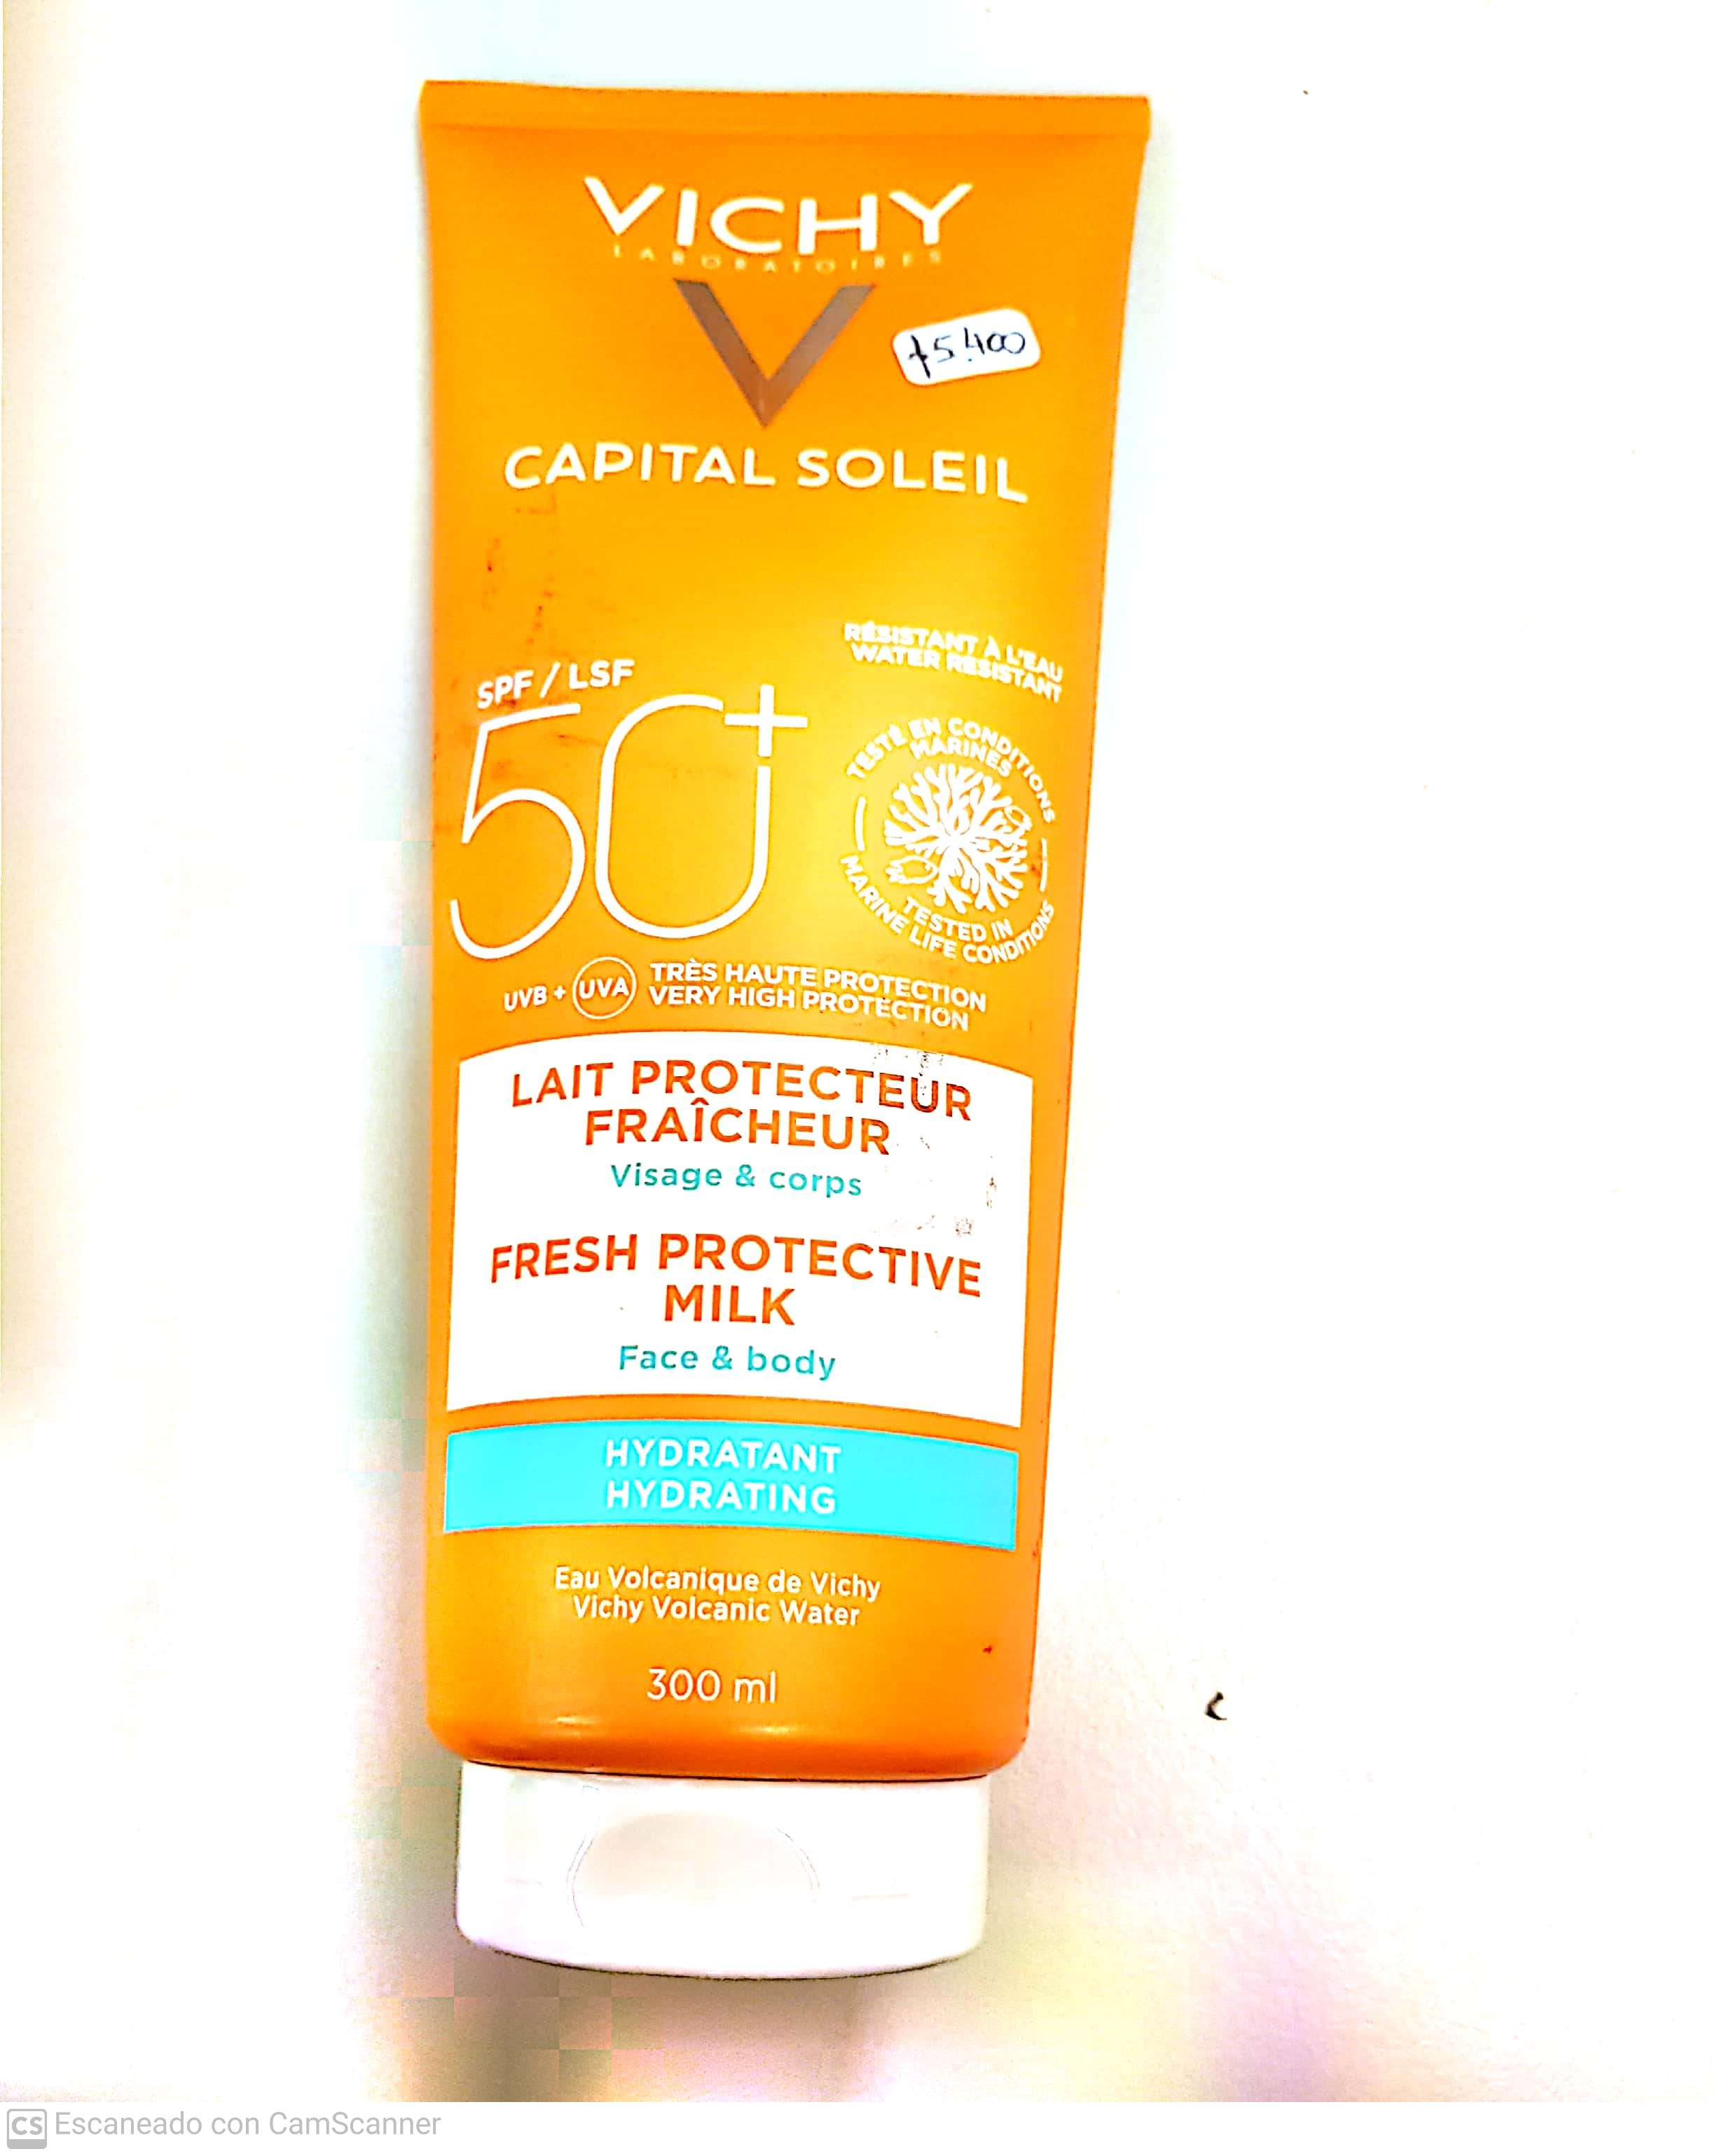 VICHY
LABORATOIRES
CAPITAL SOLEIL
RÉSISTANT À L'EAU
WATER RESISTANT
SPF / LSF
50+
TESTÉ EN CONDITIONS
MARINES
TESTED IN
MARINE LIFE CONDITIONS
UVB + UVA
TRÈS HAUTE PROTECTION
VERY HIGH PROTECTION
LAIT PROTECTEUR
FRAÎCHEUR
Visage & corps
FRESH PROTECTIVE
MILK
Face & body
HYDRATANT
HYDRATING
Eau Volcanique de Vichy
Vichy Volcanic Water
300 ml
CS Escaneado con CamScanner